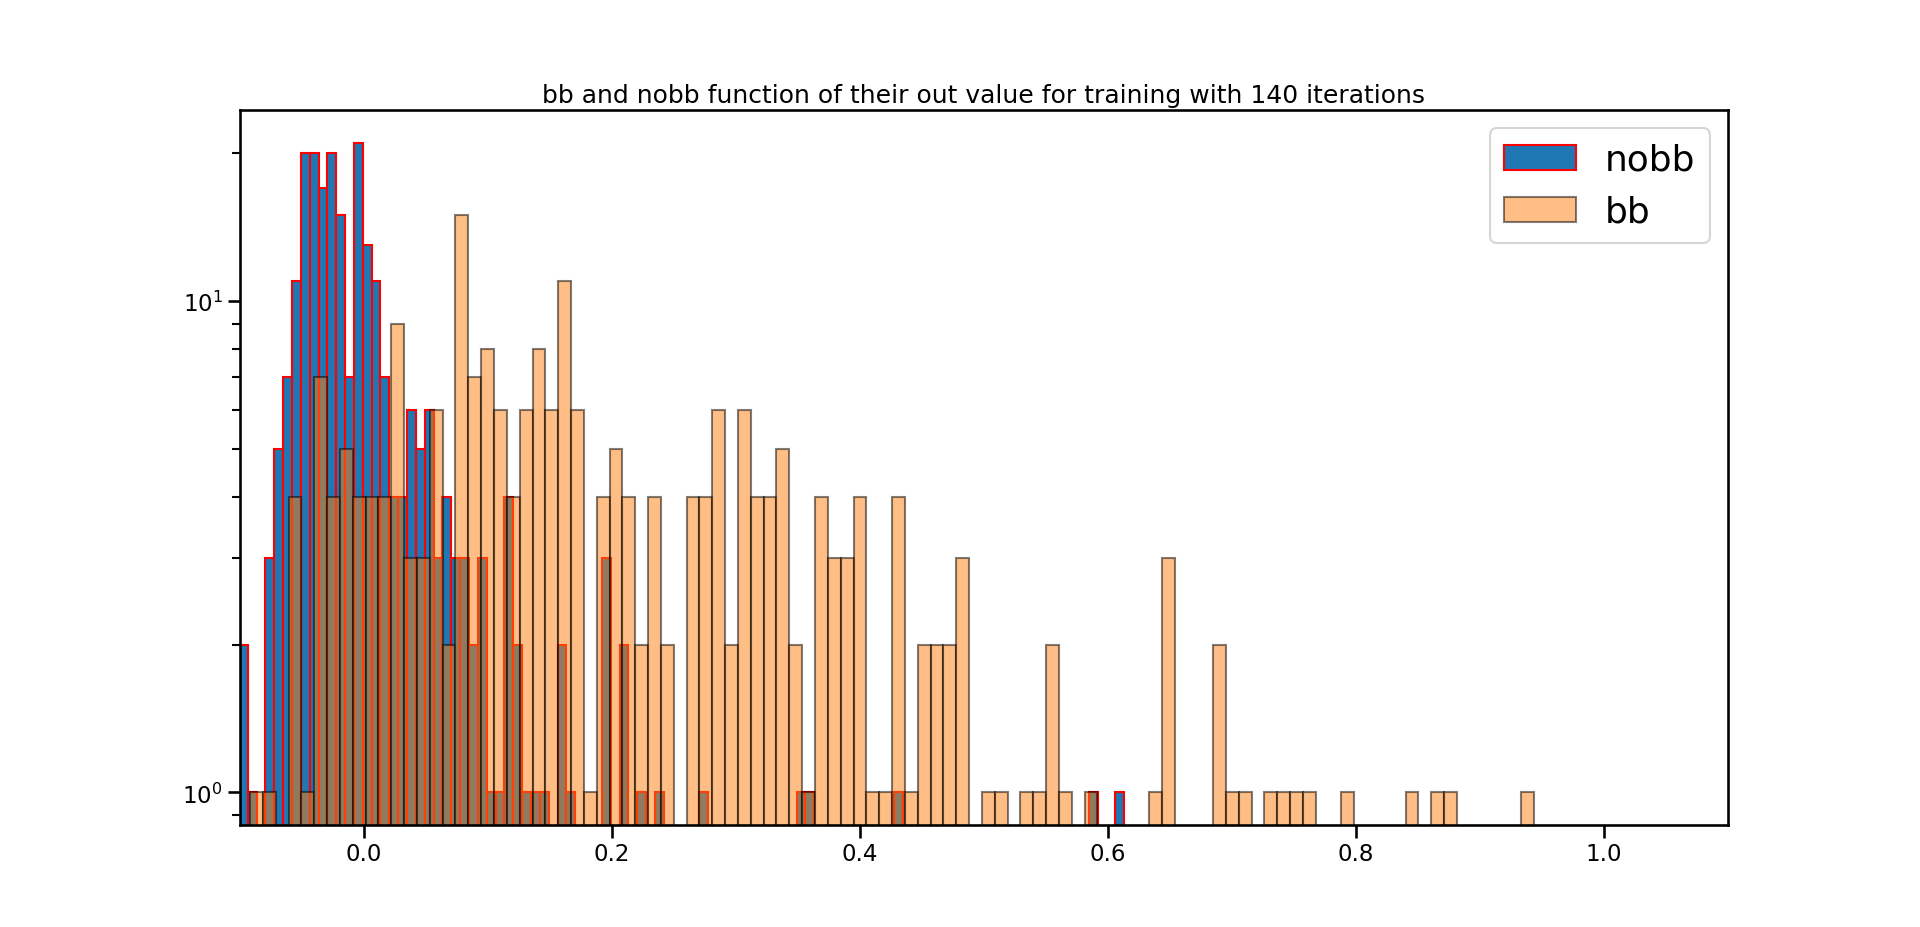 bb and nobb function of their out value for training with 140 iterations
nobb
bb
10¹
10⁰
0.0 0.2 0.4 0.6 0.8 1.0